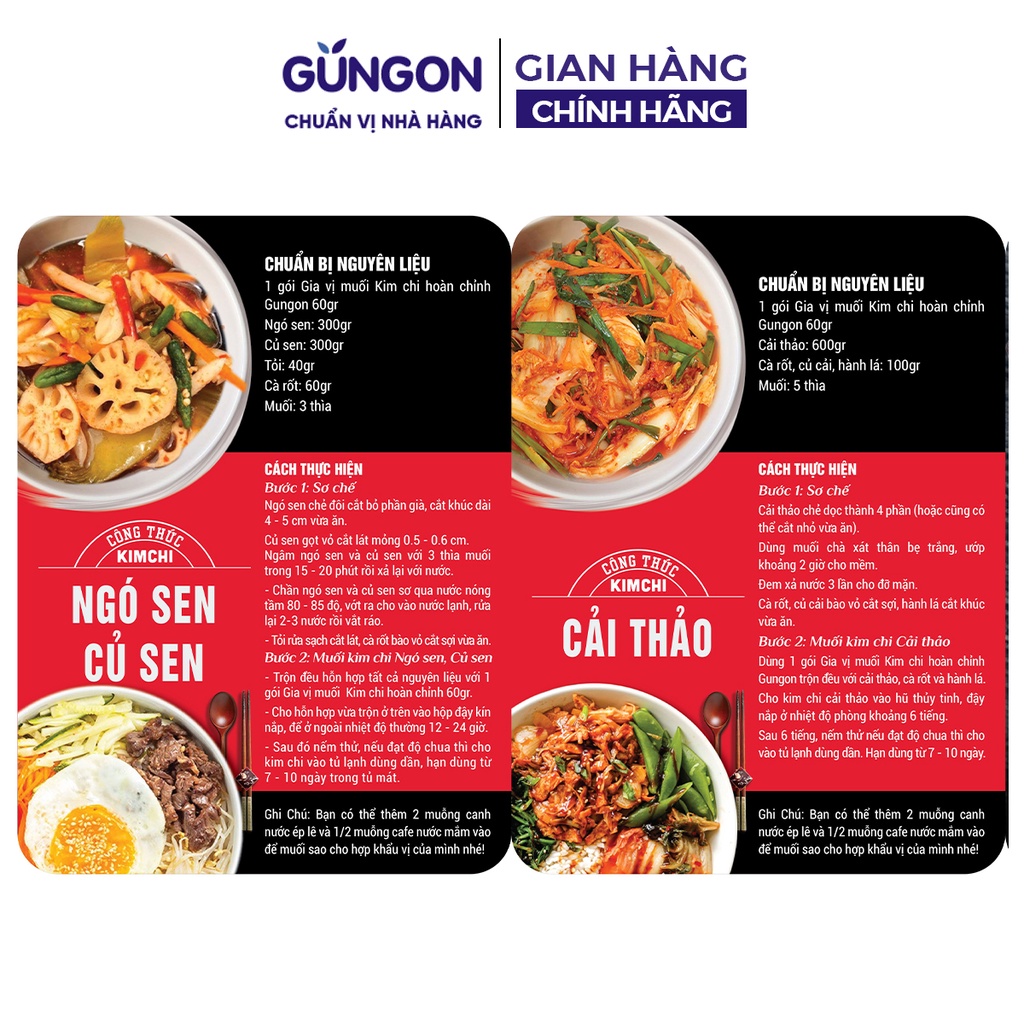 GUNGON
CHUẨN VỊ NHÀ HÀNG
GIAN HÀNG
CHÍNH HÃNG
CHUẨN BỊ NGUYÊN LIỆU
1 gói Gia vị muối Kim chi hoàn chỉnh
Gungon 60gr
Ngó sen: 300gr
Củ sen: 300gr
Tỏi: 40gr
Cà rốt: 60gr
Muối: 3 thìa
CÁCH THỰC HIỆN
Bước 1: Sơ chế
Ngó sen chẻ đôi cắt bỏ phần già, cắt khúc dài
4 - 5 cm vừa ăn.
Củ sen gọt vỏ cắt lát mỏng 0.5 - 0.6 cm.
Ngâm ngó sen và củ sen với 3 thìa muối
trong 15 - 20 phút rồi xả lại với nước.
- Chần ngó sen và củ sen sơ qua nước nóng
tầm 80 - 85 độ, vớt ra cho vào nước lạnh, rửa
lại 2-3 nước rồi vắt ráo.
- Tỏi rửa sạch cắt lát, cà rốt bào vỏ cắt sợi vừa ăn.
Bước 2: Muối kim chi Ngó sen, Củ sen
- Trộn đều hỗn hợp tất cả nguyên liệu với 1
gói Gia vị muối Kim chi hoàn chỉnh 60gr.
- Cho hỗn hợp vừa trộn ở trên vào hộp đậy kín
nắp, để ở ngoài nhiệt độ thường 12 - 24 giờ.
- Sau đó nếm thử, nếu đạt độ chua thì cho
kim chi vào tủ lạnh dùng dần, hạn dùng từ
7 - 10 ngày trong tủ mát.
CÔNG THỨC
KIMCHI
NGÓ SEN
CỦ SEN
Ghi Chú: Bạn có thể thêm 2 muỗng canh
nước ép lê và 1/2 muỗng cafe nước mắm vào
để muối sao cho hợp khẩu vị của mình nhé!
CHUẨN BỊ NGUYÊN LIỆU
1 gói Gia vị muối Kim chi hoàn chỉnh
Gungon 60gr
Cải thảo: 600gr
Cà rốt, củ cải, hành lá: 100gr
Muối: 5 thìa
CÁCH THỰC HIỆN
Bước 1: Sơ chế
Cải thảo chẻ dọc thành 4 phần (hoặc cũng có
thể cắt nhỏ vừa ăn).
Dùng muối chà xát thân bẹ trắng, ướp
khoảng 2 giờ cho mềm.
Đem xả nước 3 lần cho đỡ mặn.
Cà rốt, củ cải bào vỏ cắt sợi, hành lá cắt khúc
vừa ăn.
Bước 2: Muối kim chi Cải thảo
Dùng 1 gói Gia vị muối Kim chi hoàn chỉnh
Gungon trộn đều với cải thảo, cà rốt và hành lá.
Cho kim chi cải thảo vào hũ thủy tinh, đậy
nắp ở nhiệt độ phòng khoảng 6 tiếng.
Sau 6 tiếng, nếm thử nếu đạt độ chua thì cho
vào tủ lạnh dùng dần. Hạn dùng từ 7 - 10 ngày.
CÔNG THỨC
KIMCHI
CẢI THẢO
Ghi Chú: Bạn có thể thêm 2 muỗng canh
nước ép lê và 1/2 muỗng cafe nước mắm vào
để muối sao cho hợp khẩu vị của mình nhé!